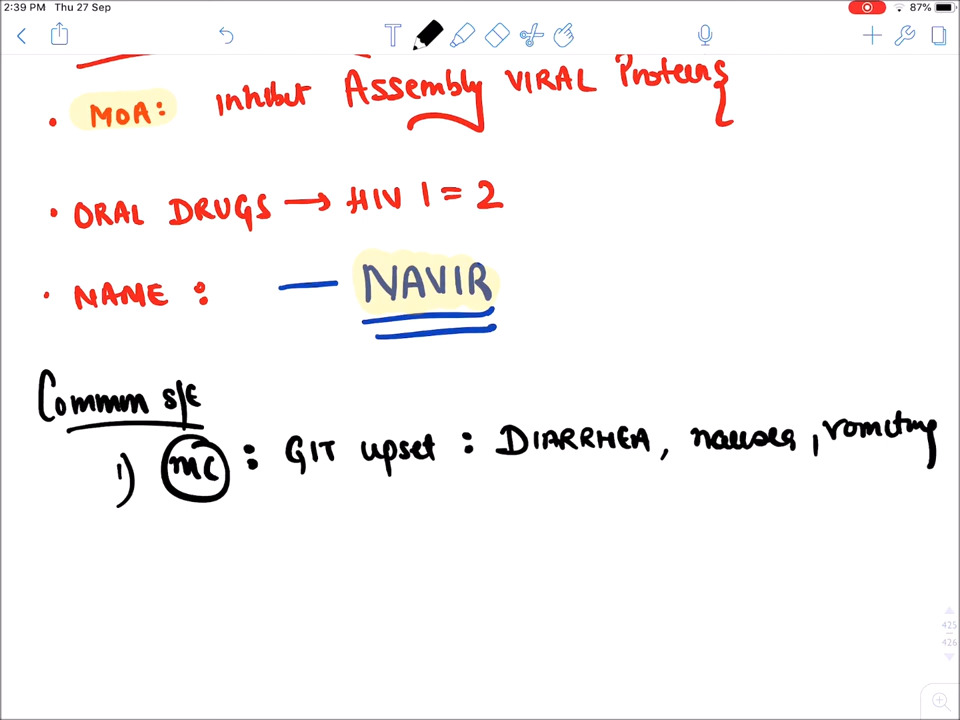 2:39 PM Thu 27 Sep 87%
T
• MOA: Inhibit Assembly VIRAL Proteins
• ORAL DRUGS → HIV 1 = 2
• NAME : — NAVIR
Common s/E
1) MC : GIT upset : DIARRHEA, nausea, vomiting
425
426